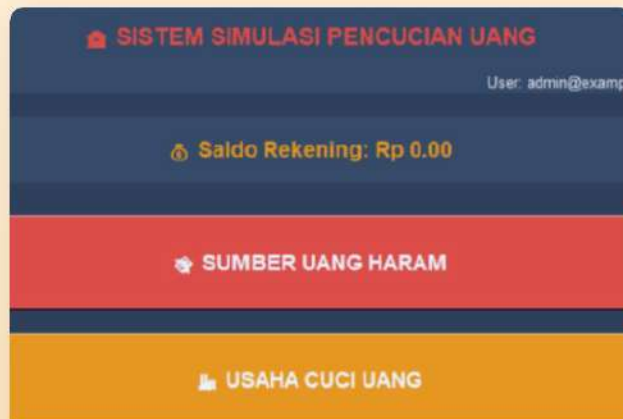 SISTEM SIMULASI PENCUCIAN UANG
User: admin@examp
Saldo Rekening: Rp 0.00
SUMBER UANG HARAM
USAHA CUCI UANG